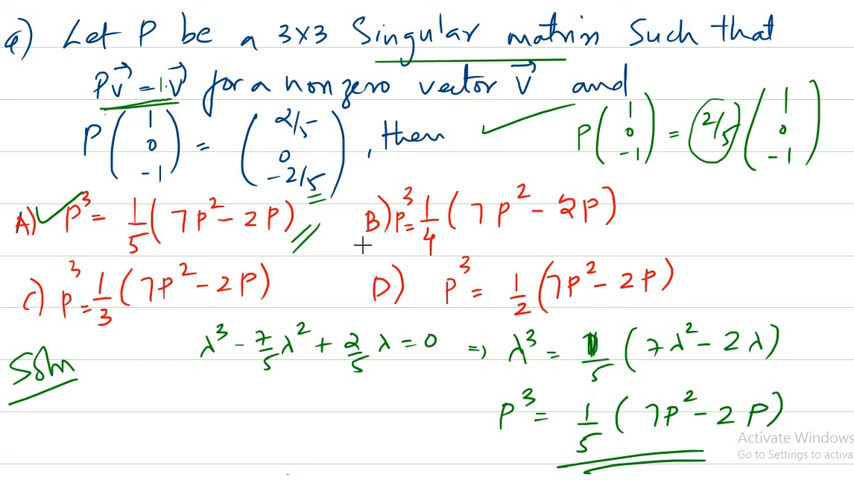 Q) Let P be a 3x3 Singular matrix Such that
Pv⃗ = 1·v⃗ for a nonzero vector v⃗ and
P (1 0 -1) = (2/5 0 -2/5), then ✓ P (1 0 -1) = (2/5) (1 0 -1)
A) ✓ P³ = 1/5 (7P² - 2P) B) P³ = 1/4 (7P² - 2P)
C) P³ = 1/3 (7P² - 2P) D) P³ = 1/2 (7P² - 2P)
Soln λ³ - 7/5 λ² + 2/5 λ = 0 ⇒ λ³ = 1/5 (7λ² - 2λ)
P³ = 1/5 (7P² - 2P)
Activate Windows
Go to Settings to activa